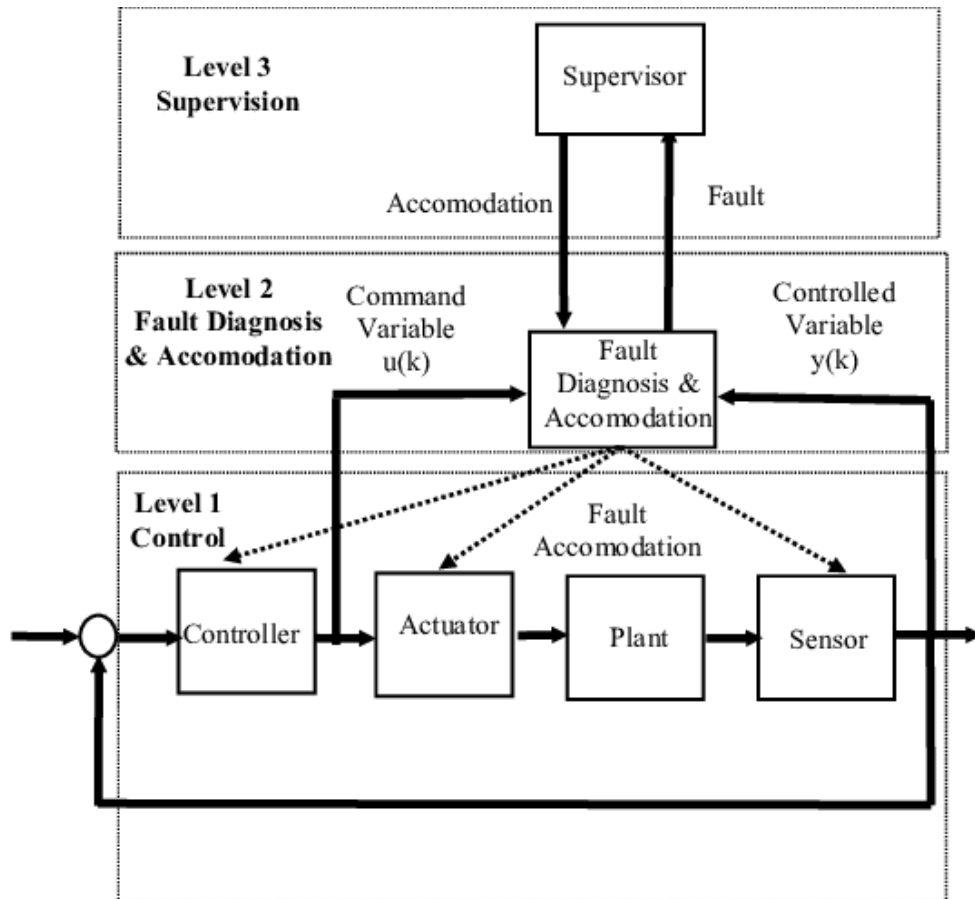 Level 3
Supervision
Supervisor
Accomodation
Fault
Level 2
Fault Diagnosis
& Accomodation
Command
Variable
u(k)
Controlled
Variable
y(k)
Fault
Diagnosis &
Accomodation
Level 1
Control
Fault
Accomodation
Controller
Actuator
Plant
Sensor